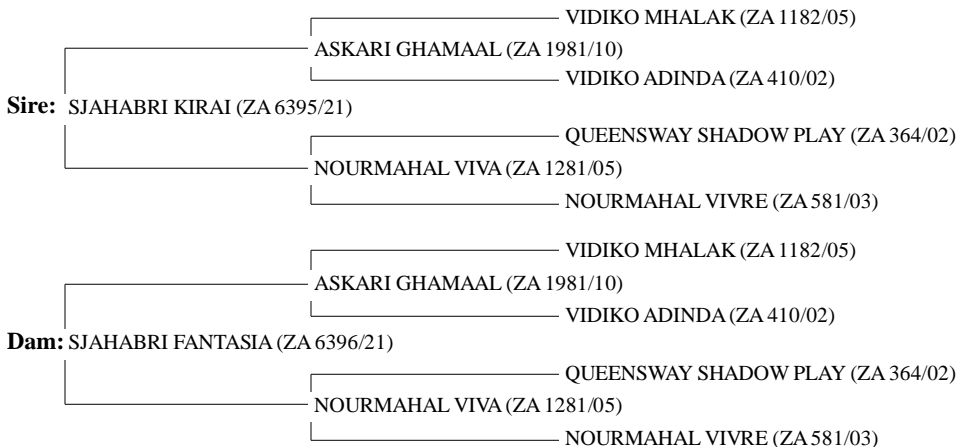 VIDIKO MHALAK (ZA 1182/05)
ASKARI GHAMAAL (ZA 1981/10)
VIDIKO ADINDA (ZA 410/02)
Sire: SJAHABRI KIRAI (ZA 6395/21)
QUEENSWAY SHADOW PLAY (ZA 364/02)
NOURMAHAL VIVA (ZA 1281/05)
NOURMAHAL VIVRE (ZA 581/03)
VIDIKO MHALAK (ZA 1182/05)
ASKARI GHAMAAL (ZA 1981/10)
VIDIKO ADINDA (ZA 410/02)
Dam: SJAHABRI FANTASIA (ZA 6396/21)
QUEENSWAY SHADOW PLAY (ZA 364/02)
NOURMAHAL VIVA (ZA 1281/05)
NOURMAHAL VIVRE (ZA 581/03)